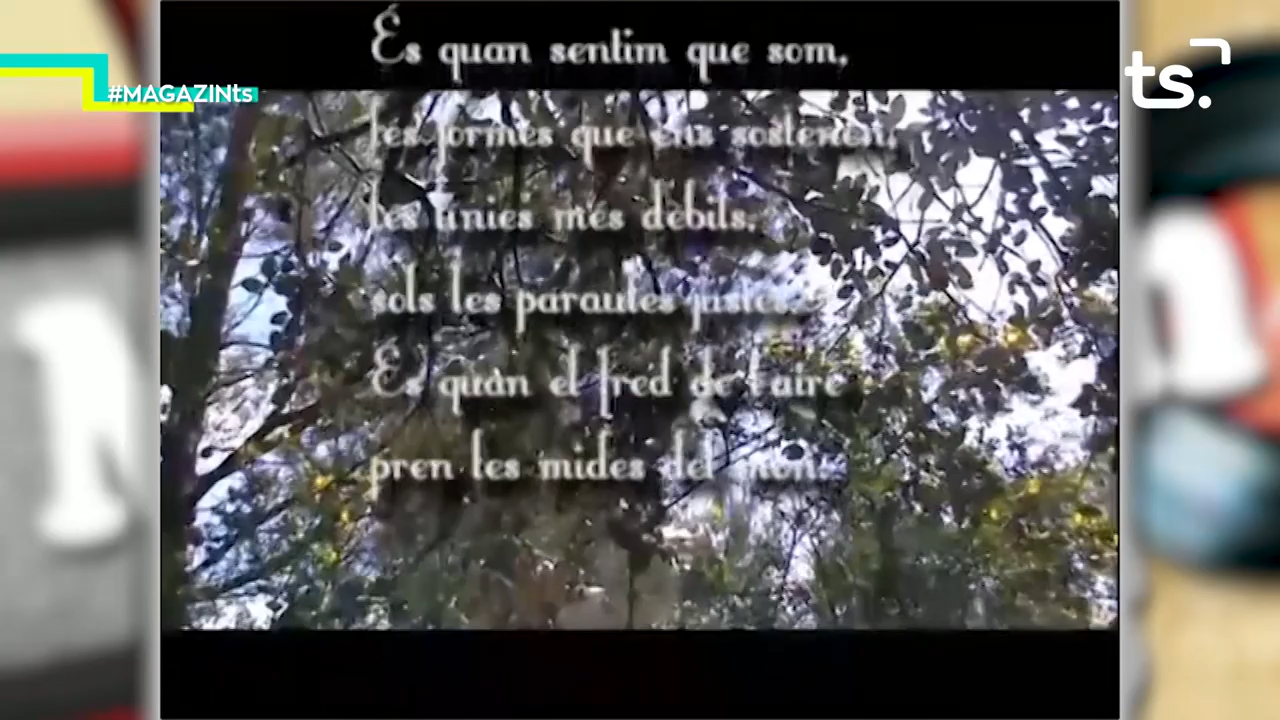 És quan sentim que som,
#MAGAZINts
ts.
les formes que ens sostenen,
les línies més dèbils,
sols les paraules justes.
És quan el fred de l'aire
pren les mides del món.